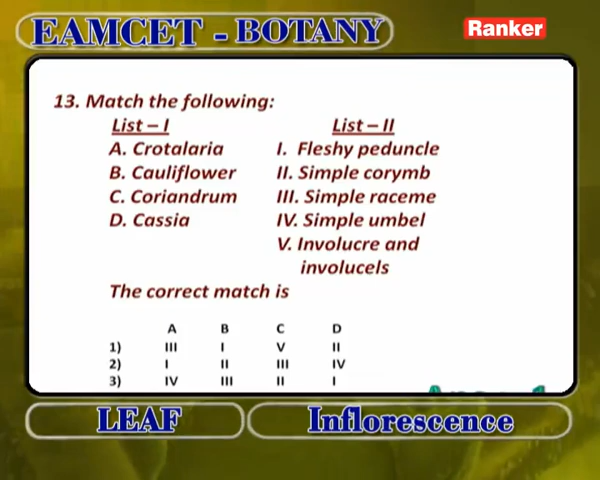 EAMCET - BOTANY
Ranker
13. Match the following:
List – I List – II
A. Crotalaria I. Fleshy peduncle
B. Cauliflower II. Simple corymb
C. Coriandrum III. Simple raceme
D. Cassia IV. Simple umbel
V. Involucre and
involucels
The correct match is
A B C D
1) III I V II
2) I II III IV
3) IV III II I
LEAF
Inflorescence